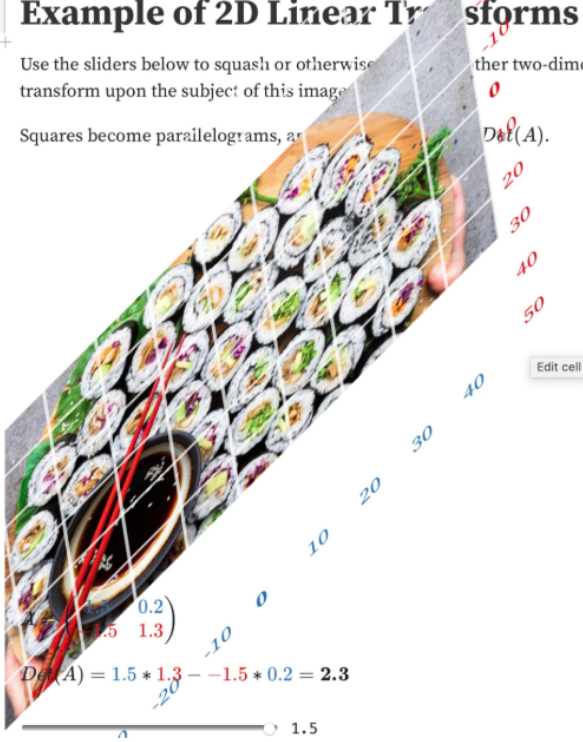 Example of 2D Linear Tr sforms
-10
Use the sliders below to squash or otherwise ther two-dim
transform upon the subject of this image
0
Squares become parallelograms, a Det(A).
10
20
30
40
50
Edit cell
40
30
20
10
0
-10
-20
0.2
1.5 1.3
Det(A) = 1.5 * 1.3 − −1.5 * 0.2 = 2.3
1.5